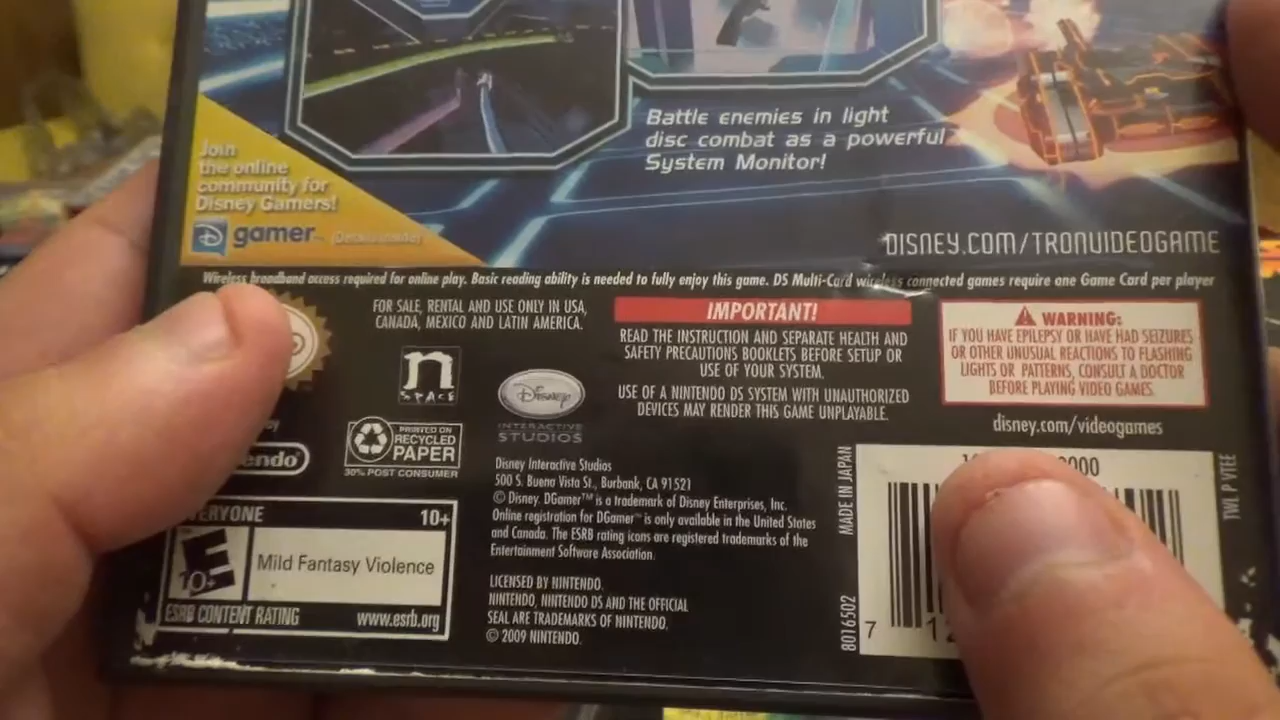 Battle enemies in light
disc combat as a powerful
System Monitor!
Join
the online
community for
Disney Gamers!
D gamer™
DISNEY.COM/TRONVIDEOGAME
Wireless broadband access required for online play. Basic reading ability is needed to fully enjoy this game. DS Multi-Card wireless connected games require one Game Card per player
FOR SALE, RENTAL AND USE ONLY IN USA,
CANADA, MEXICO AND LATIN AMERICA.
n
SPACE
PRINTED ON
RECYCLED
PAPER
30% POST CONSUMER
endo
Disney
INTERACTIVE
STUDIOS
IMPORTANT!
READ THE INSTRUCTION AND SEPARATE HEALTH AND
SAFETY PRECAUTIONS BOOKLETS BEFORE SETUP OR
USE OF YOUR SYSTEM.
USE OF A NINTENDO DS SYSTEM WITH UNAUTHORIZED
DEVICES MAY RENDER THIS GAME UNPLAYABLE.
WARNING:
IF YOU HAVE EPILEPSY OR HAVE HAD SEIZURES
OR OTHER UNUSUAL REACTIONS TO FLASHING
LIGHTS OR PATTERNS, CONSULT A DOCTOR
BEFORE PLAYING VIDEO GAMES.
disney.com/videogames
Disney Interactive Studios
500 S. Buena Vista St., Burbank, CA 91521
© Disney. DGamer™ is a trademark of Disney Enterprises, Inc.
Online registration for DGamer™ is only available in the United States
and Canada. The ESRB rating icons are registered trademarks of the
Entertainment Software Association.
LICENSED BY NINTENDO.
NINTENDO, NINTENDO DS AND THE OFFICIAL
SEAL ARE TRADEMARKS OF NINTENDO.
© 2009 NINTENDO.
ERYONE 10+
E
10+
Mild Fantasy Violence
ESRB CONTENT RATING www.esrb.org
MADE IN JAPAN
8016502
000
7 12
TWL P VTEE